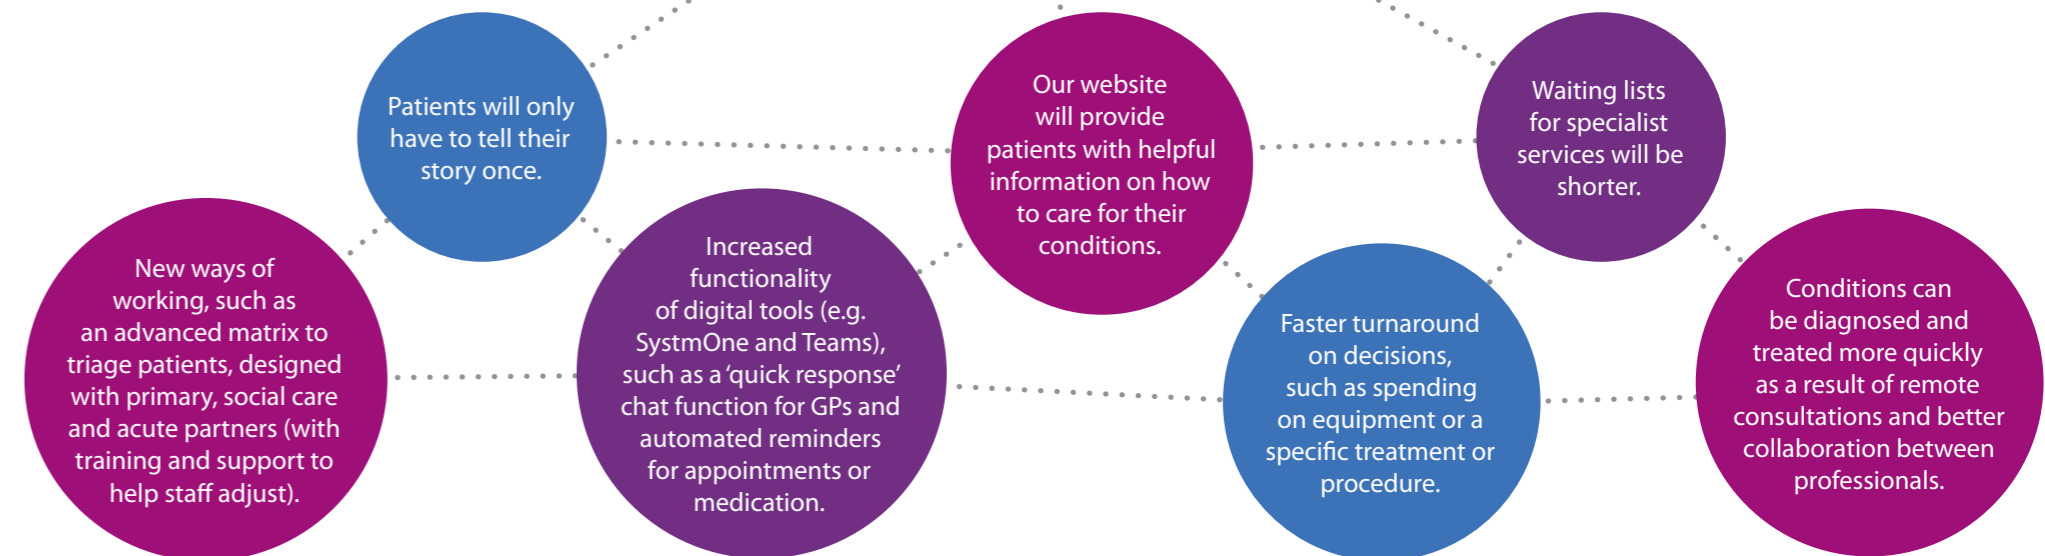 Patients will only
have to tell their
story once.
Our website
will provide
patients with helpful
information on how
to care for their
conditions.
Waiting lists
for specialist
services will be
shorter.
New ways of
working, such as
an advanced matrix to
triage patients, designed
with primary, social care
and acute partners (with
training and support to
help staff adjust).
Increased
functionality
of digital tools (e.g.
SystmOne and Teams),
such as a ‘quick response’
chat function for GPs and
automated reminders
for appointments or
medication.
Faster turnaround
on decisions,
such as spending
on equipment or a
specific treatment or
procedure.
Conditions can
be diagnosed and
treated more quickly
as a result of remote
consultations and better
collaboration between
professionals.